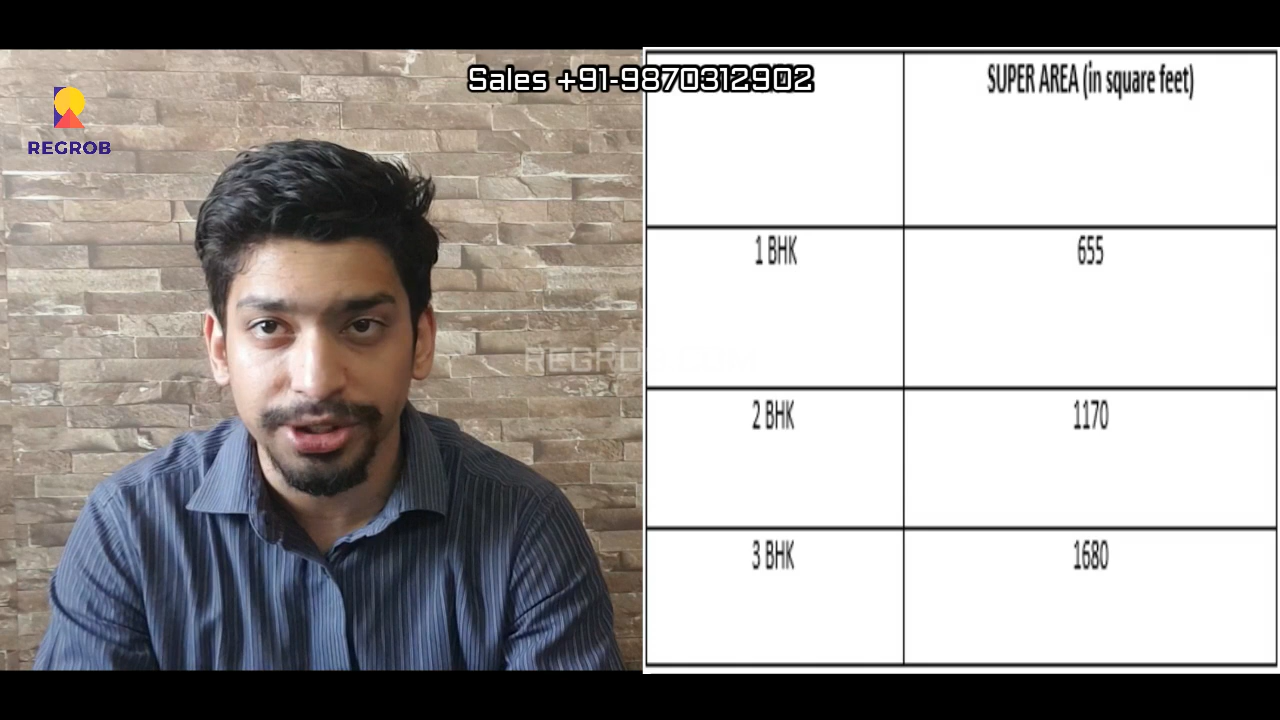 Sales +91-9870312902
REGROB
SUPER AREA (in square feet)
1 BHK 655
2 BHK 1170
3 BHK 1680